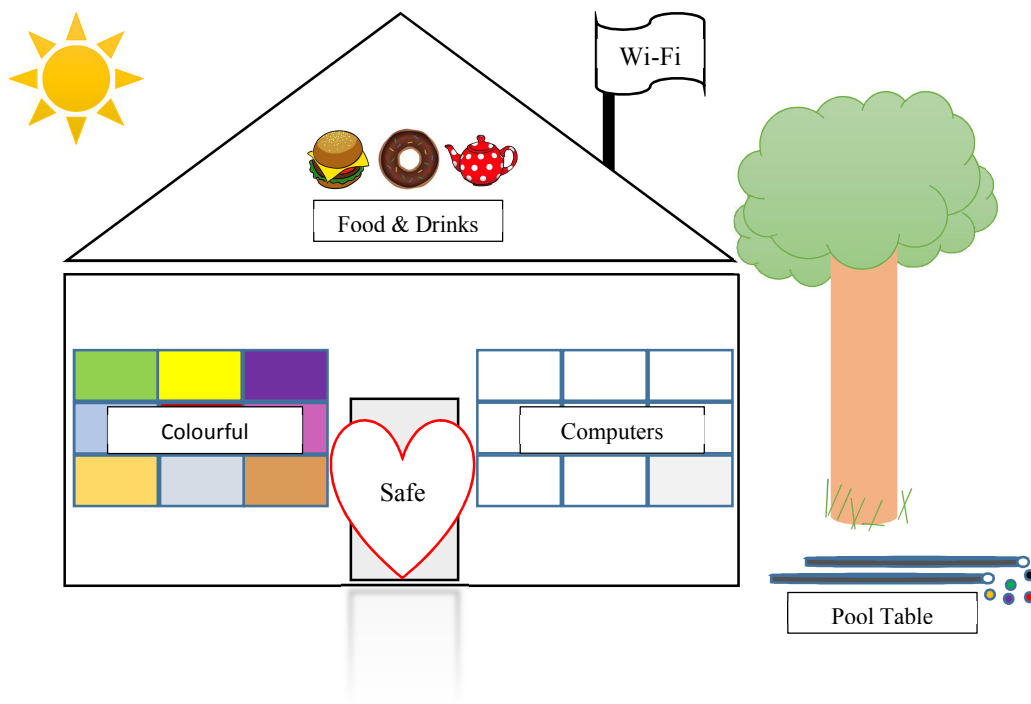 Wi-Fi
Food & Drinks
Colourful
Computers
Safe
Pool Table